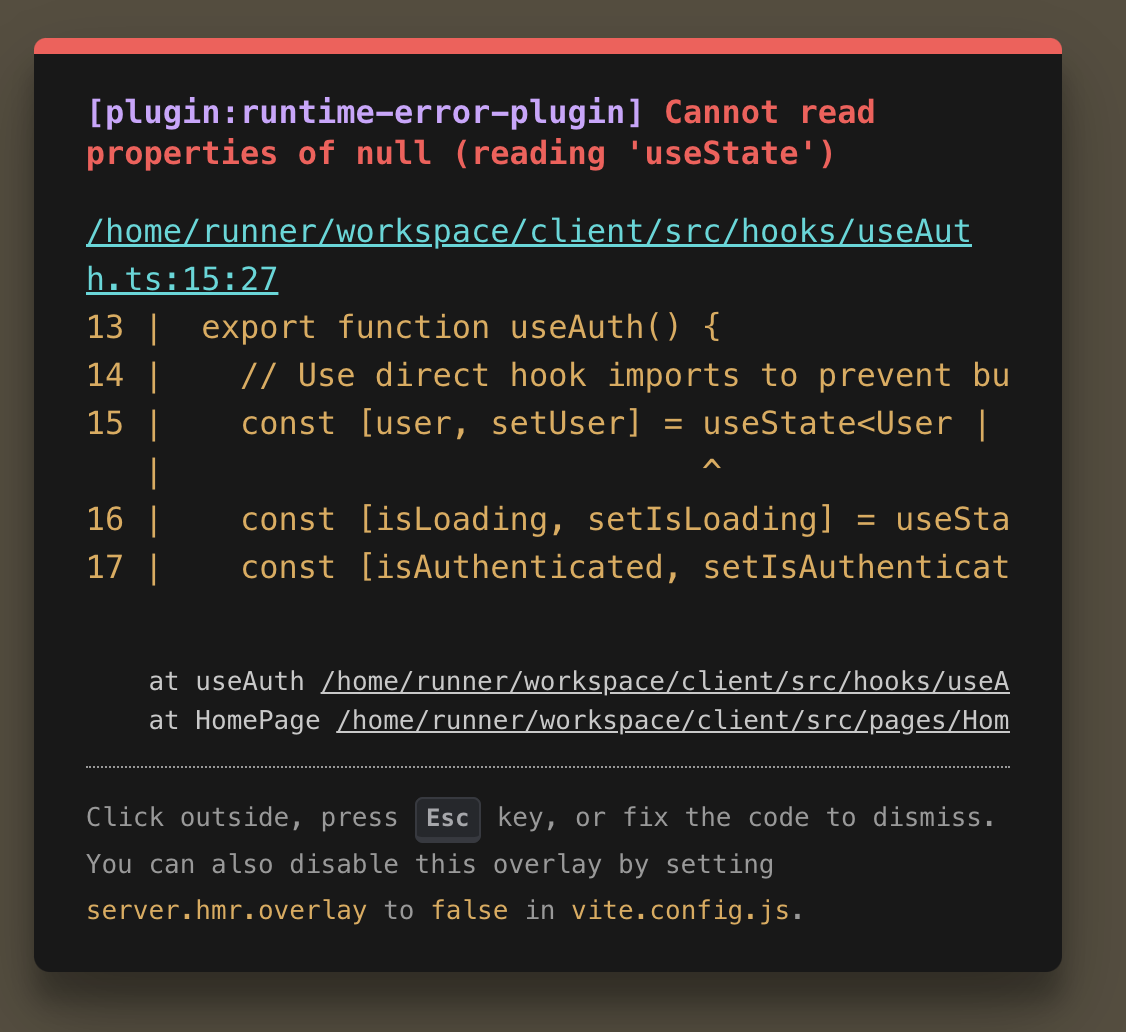 [plugin:runtime-error-plugin] Cannot read
properties of null (reading 'useState')
/home/runner/workspace/client/src/hooks/useAut
h.ts:15:27
13 |  export function useAuth() {
14 |    // Use direct hook imports to prevent bu
15 |    const [user, setUser] = useState<User |
   |                            ^
16 |    const [isLoading, setIsLoading] = useSta
17 |    const [isAuthenticated, setIsAuthenticat
    at useAuth /home/runner/workspace/client/src/hooks/useA
    at HomePage /home/runner/workspace/client/src/pages/Hom
Click outside, press Esc key, or fix the code to dismiss.
You can also disable this overlay by setting
server.hmr.overlay to false in vite.config.js.